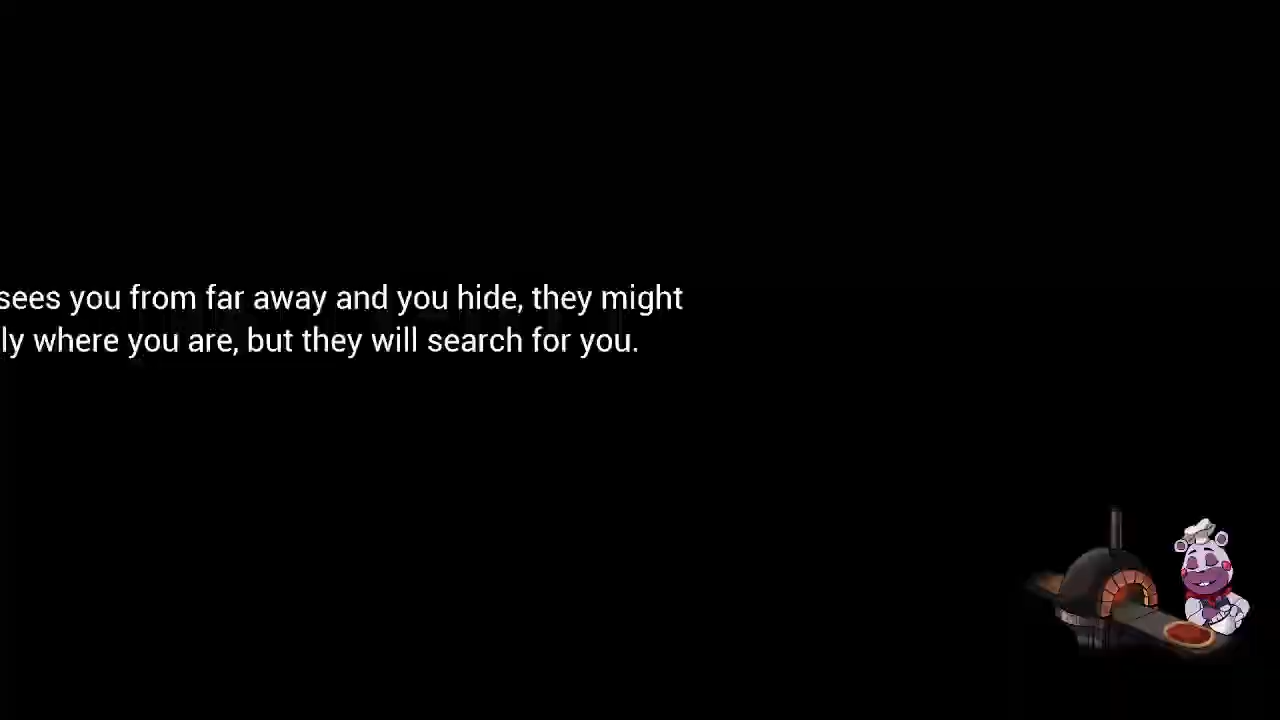 sees you from far away and you hide, they might
ly where you are, but they will search for you.